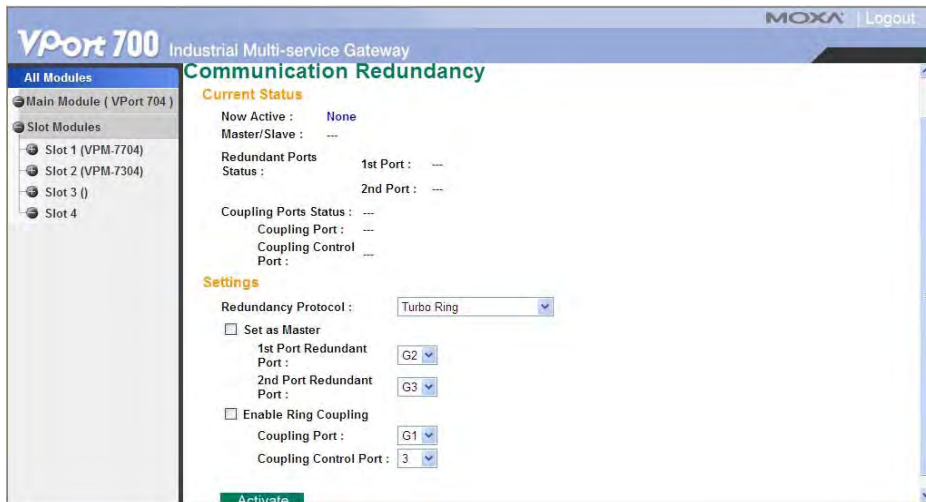 MOXA | Logout
VPort 700 Industrial Multi-service Gateway
All Modules
Main Module ( VPort 704 )
Slot Modules
Slot 1 (VPM-7704)
Slot 2 (VPM-7304)
Slot 3 ()
Slot 4
Communication Redundancy
Current Status
Now Active : None
Master/Slave : ---
Redundant Ports
Status :
1st Port : ---
2nd Port : ---
Coupling Ports Status : ---
Coupling Port : ---
Coupling Control
Port : ---
Settings
Redundancy Protocol : Turbo Ring
Set as Master
1st Port Redundant
Port : G2
2nd Port Redundant
Port : G3
Enable Ring Coupling
Coupling Port : G1
Coupling Control Port : 3
Activate